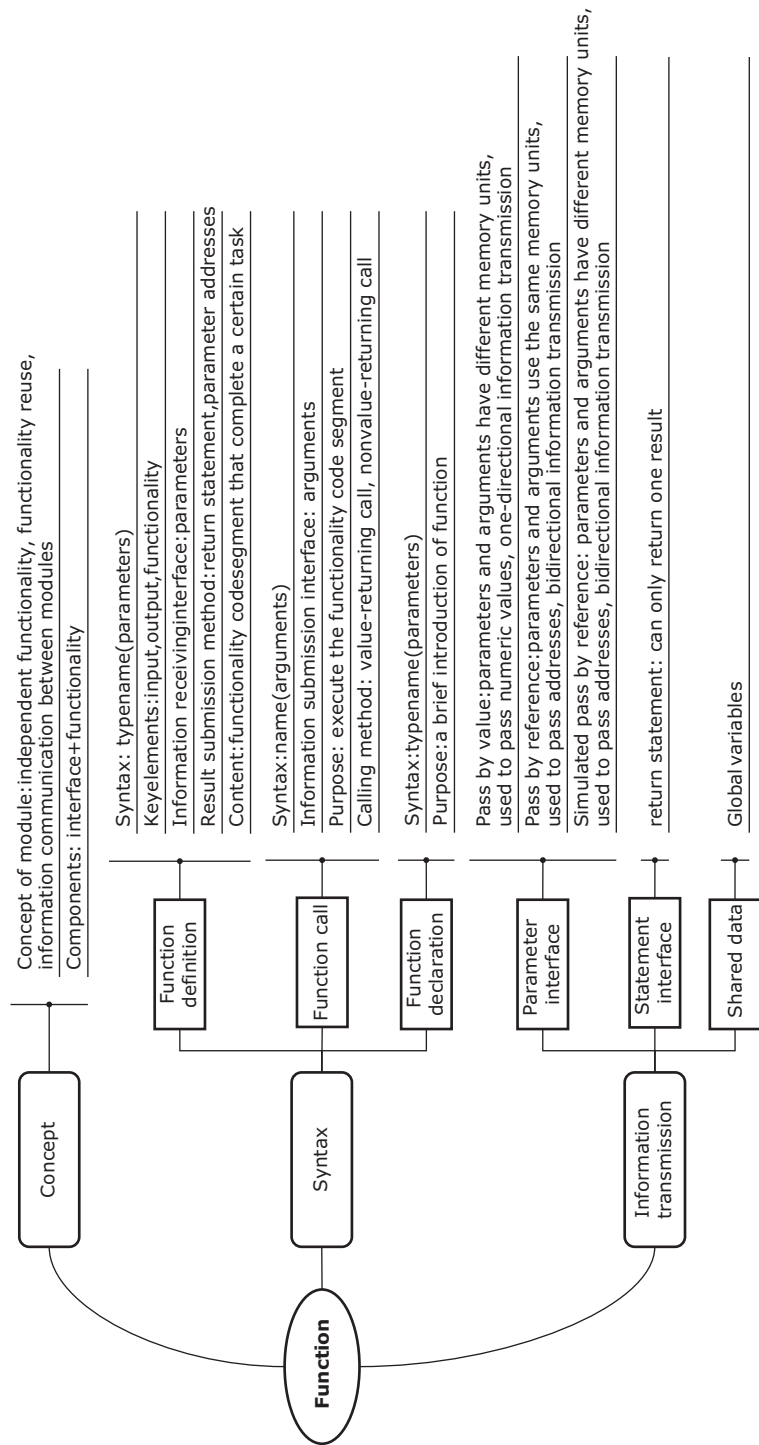 Function
Concept
Concept of module:independent functionality, functionality reuse,
information communication between modules
Components: interface+functionality
Syntax
Function
definition
Syntax: typename(parameters)
Keyelements:input,output,functionality
Information receivinginterface:parameters
Result submission method:return statement,parameter addresses
Content:functionality codesegment that complete a certain task
Function call
Syntax:name(arguments)
Information submission interface: arguments
Purpose: execute the functionality code segment
Calling method: value-returning call, nonvalue-returning call
Function
declaration
Syntax:typename(parameters)
Purpose:a brief introduction of function
Information
transmission
Parameter
interface
Pass by value:parameters and arguments have different memory units,
used to pass numeric values, one-directional information transmission
Pass by reference:parameters and arguments use the same memory units,
used to pass addresses, bidirectional information transmission
Simulated pass by reference: parameters and arguments have different memory units,
used to pass addresses, bidirectional information transmission
Statement
interface
return statement: can only return one result
Shared data
Global variables